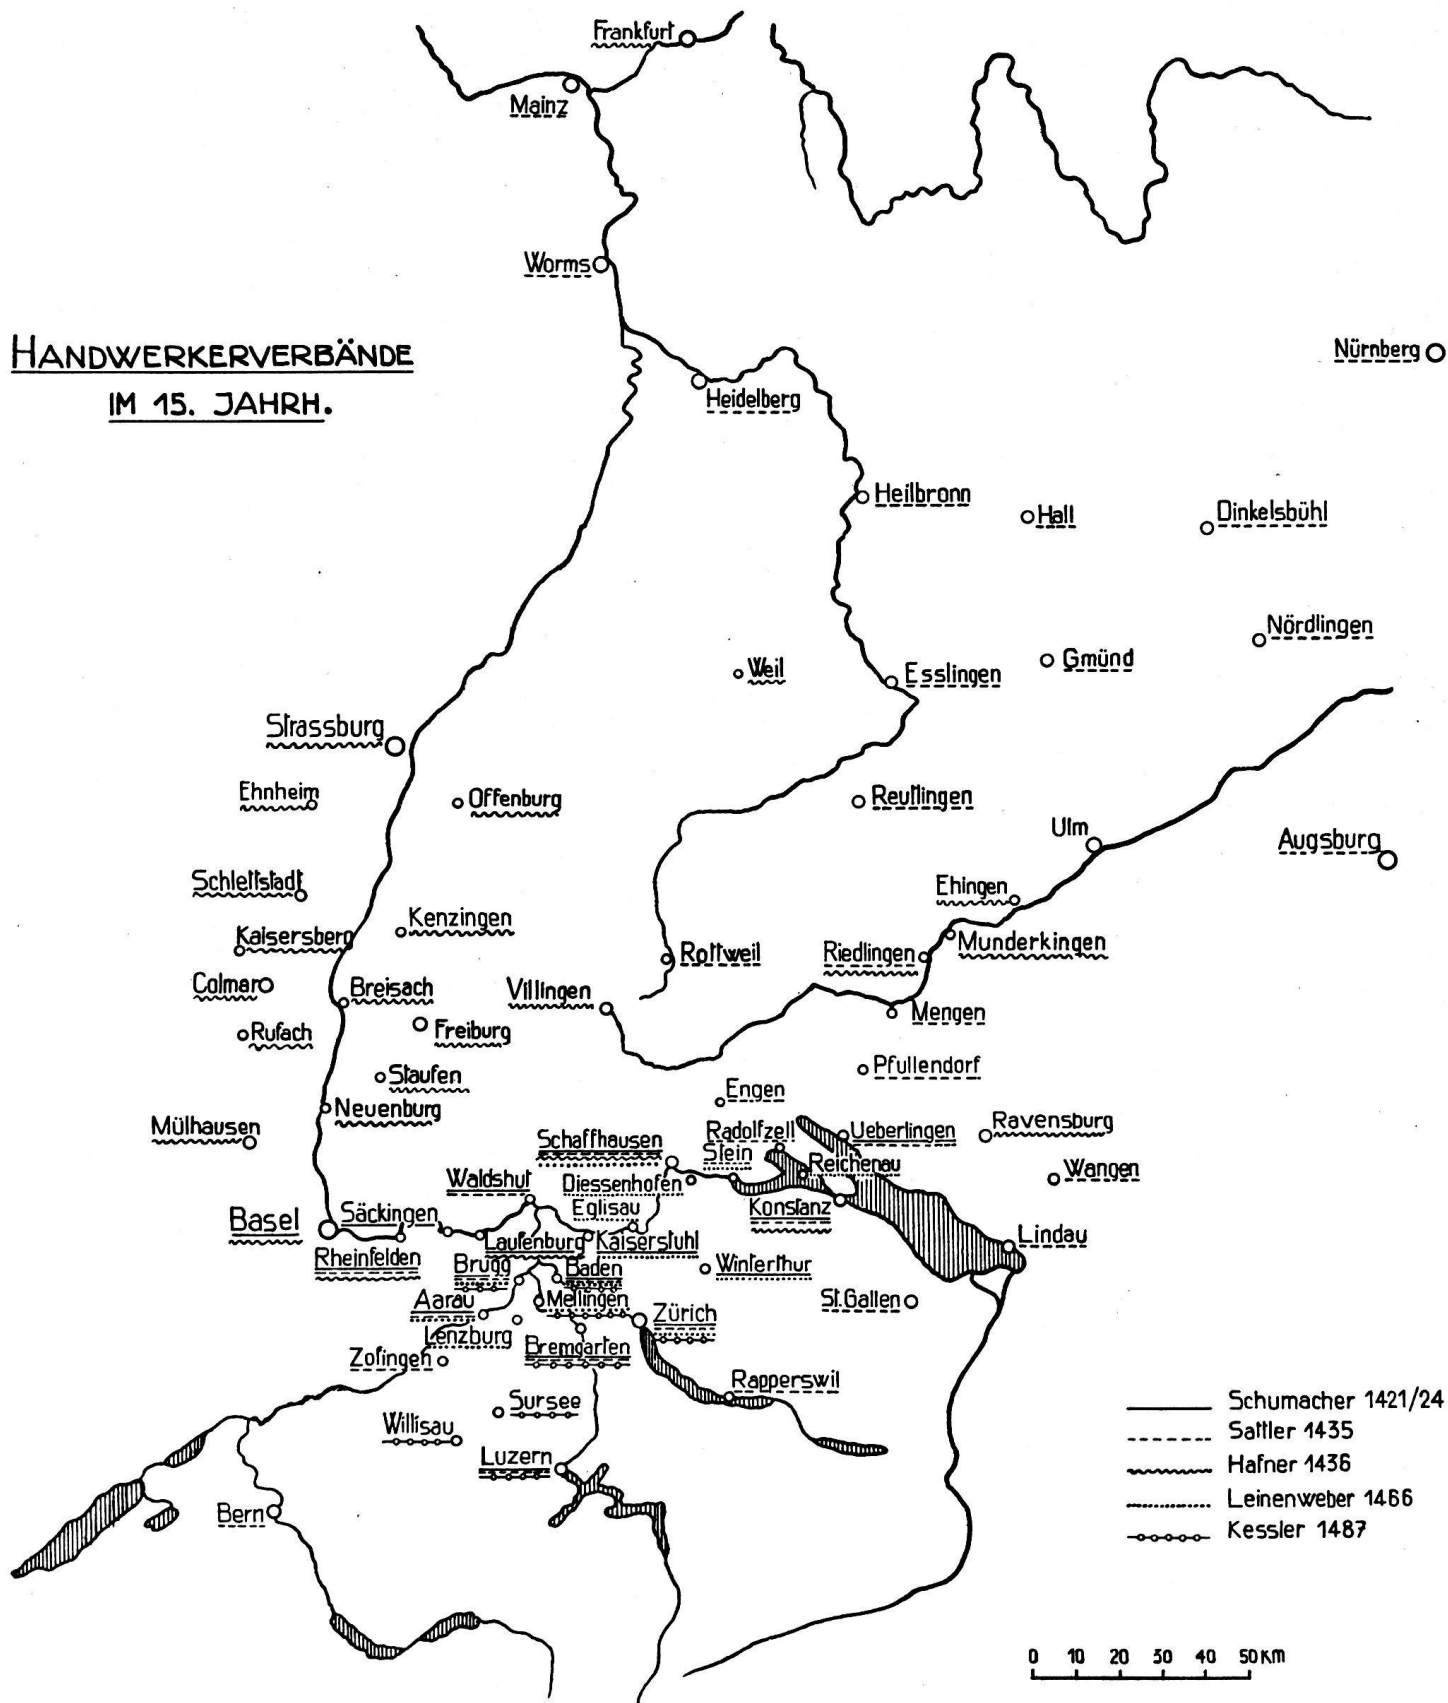 Frankfurt
Mainz
Worms
HANDWERKERVERBÄNDE
IM 15. JAHRH.
Nürnberg
Heidelberg
Heilbronn
Hall
Dinkelsbühl
Nördlingen
Weil
Esslingen
Gmünd
Strassburg
Ehnheim
Offenburg
Reutlingen
Ulm
Augsburg
Schlettstadt
Ehingen
Kenzingen
Kaisersberg
Rottweil
Riedlingen
Munderkingen
Colmar
Breisach
Villingen
Mengen
Rufach
Freiburg
Staufen
Pfullendorf
Engen
Neuenburg
Mülhausen
Schaffhausen
Radolfzell
Ueberlingen
Ravensburg
Stein
Reichenau
Wangen
Waldshut
Diessenhofen
Konstanz
Eglisau
Basel
Säckingen
Laufenburg
Kaiserstuhl
Lindau
Rheinfelden
Brugg
Baden
Winterthur
Aarau
Mellingen
Zürich
St. Gallen
Lenzburg
Bremgarten
Zofingen
Rapperswil
Sursee
Willisau
Luzern
Bern
Schumacher 1421/24
Sattler 1435
Hafner 1436
Leinenweber 1466
Kessler 1487
0 10 20 30 40 50 KM